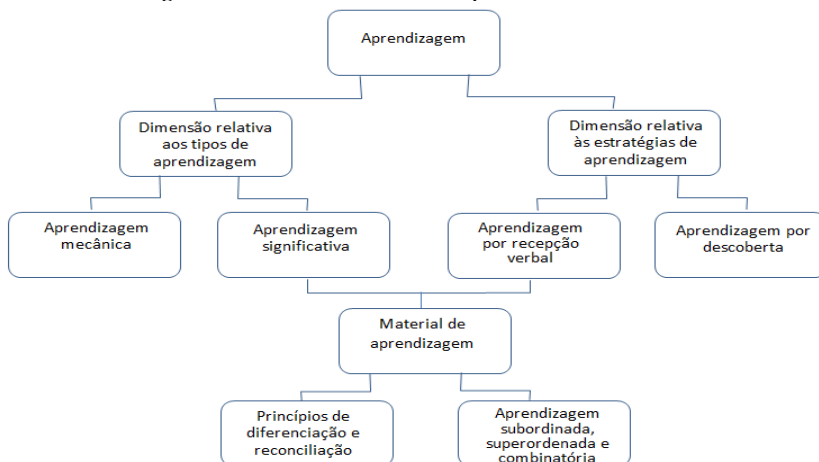 Aprendizagem
Dimensão relativa
aos tipos de
aprendizagem
Dimensão relativa
às estratégias de
aprendizagem
Aprendizagem
mecânica
Aprendizagem
significativa
Aprendizagem
por recepção
verbal
Aprendizagem por
descoberta
Material de
aprendizagem
Princípios de
diferenciação e
reconciliação
Aprendizagem
subordinada,
superordenada e
combinatória